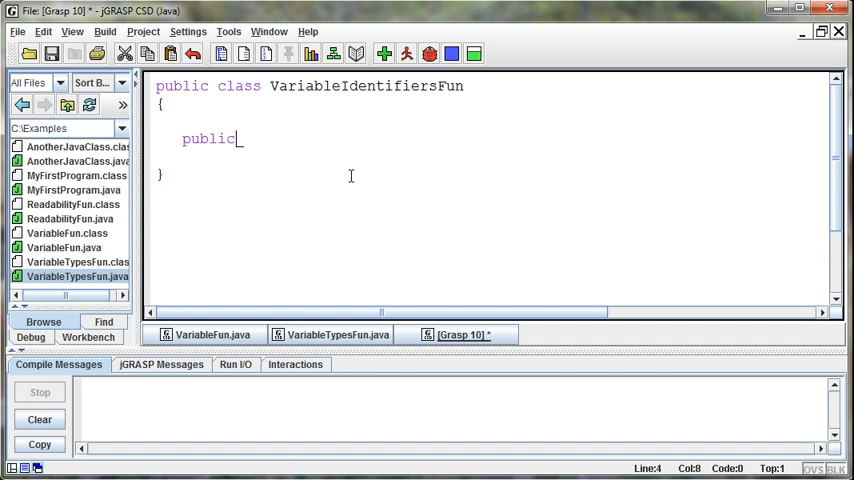 File: [Grasp 10] * - jGRASP CSD (Java)
File Edit View Build Project Settings Tools Window Help
All Files Sort B...
»
C:\Examples
AnotherJavaClass.clas
AnotherJavaClass.java
MyFirstProgram.class
MyFirstProgram.java
ReadabilityFun.class
ReadabilityFun.java
VariableFun.class
VariableFun.java
VariableTypesFun.clas
VariableTypesFun.java
Browse Find
Debug Workbench
public class VariableIdentifiersFun
{
public
}
VariableFun.java VariableTypesFun.java [Grasp 10] *
Compile Messages jGRASP Messages Run I/O Interactions
Stop
Clear
Copy
Line:4 Col:8 Code:0 Top:1 OVS BLK